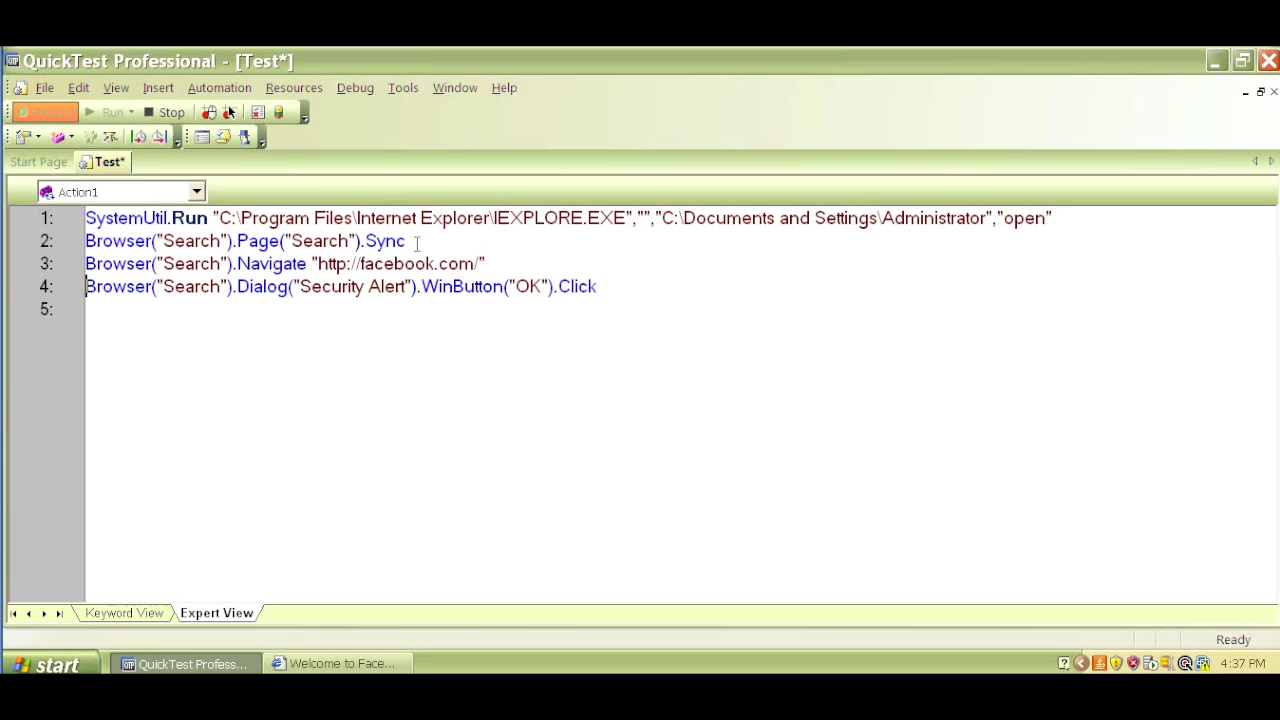 QuickTest Professional - [Test*]
File Edit View Insert Automation Resources Debug Tools Window Help
Run Stop
Start Page Test*
Action1
1: SystemUtil.Run "C:\Program Files\Internet Explorer\IEXPLORE.EXE","","C:\Documents and Settings\Administrator","open"
2: Browser("Search").Page("Search").Sync
3: Browser("Search").Navigate "http://facebook.com/"
4: Browser("Search").Dialog("Security Alert").WinButton("OK").Click
5:
Keyword View Expert View
Ready
start QuickTest Profess... Welcome to Face... 4:37 PM